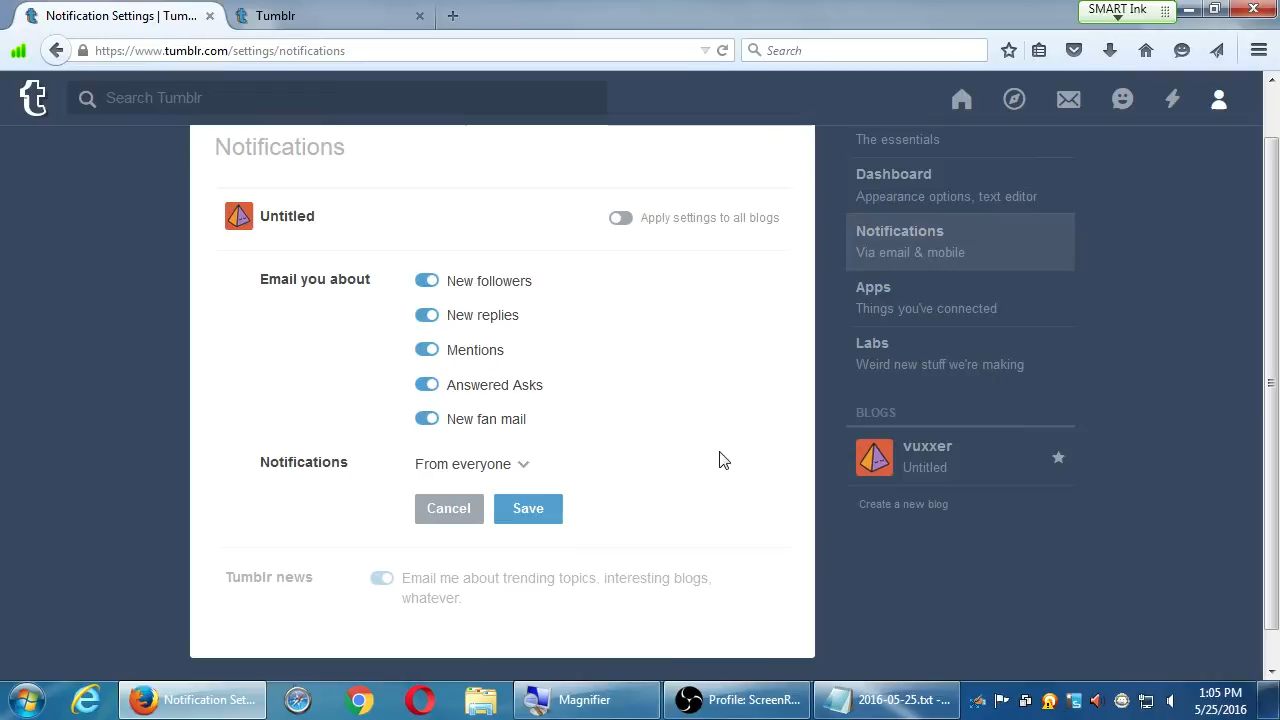 Notification Settings | Tum...
Tumblr
SMART Ink
https://www.tumblr.com/settings/notifications
Search
Search Tumblr
Notifications
Untitled
Apply settings to all blogs
Email you about
New followers
New replies
Mentions
Answered Asks
New fan mail
Notifications
From everyone
Cancel
Save
Tumblr news
Email me about trending topics, interesting blogs,
whatever.
The essentials
Dashboard
Appearance options, text editor
Notifications
Via email & mobile
Apps
Things you've connected
Labs
Weird new stuff we're making
BLOGS
vuxxer
Untitled
Create a new blog
Notification Set...
Magnifier
Profile: ScreenR...
2016-05-25.txt -...
1:05 PM
5/25/2016